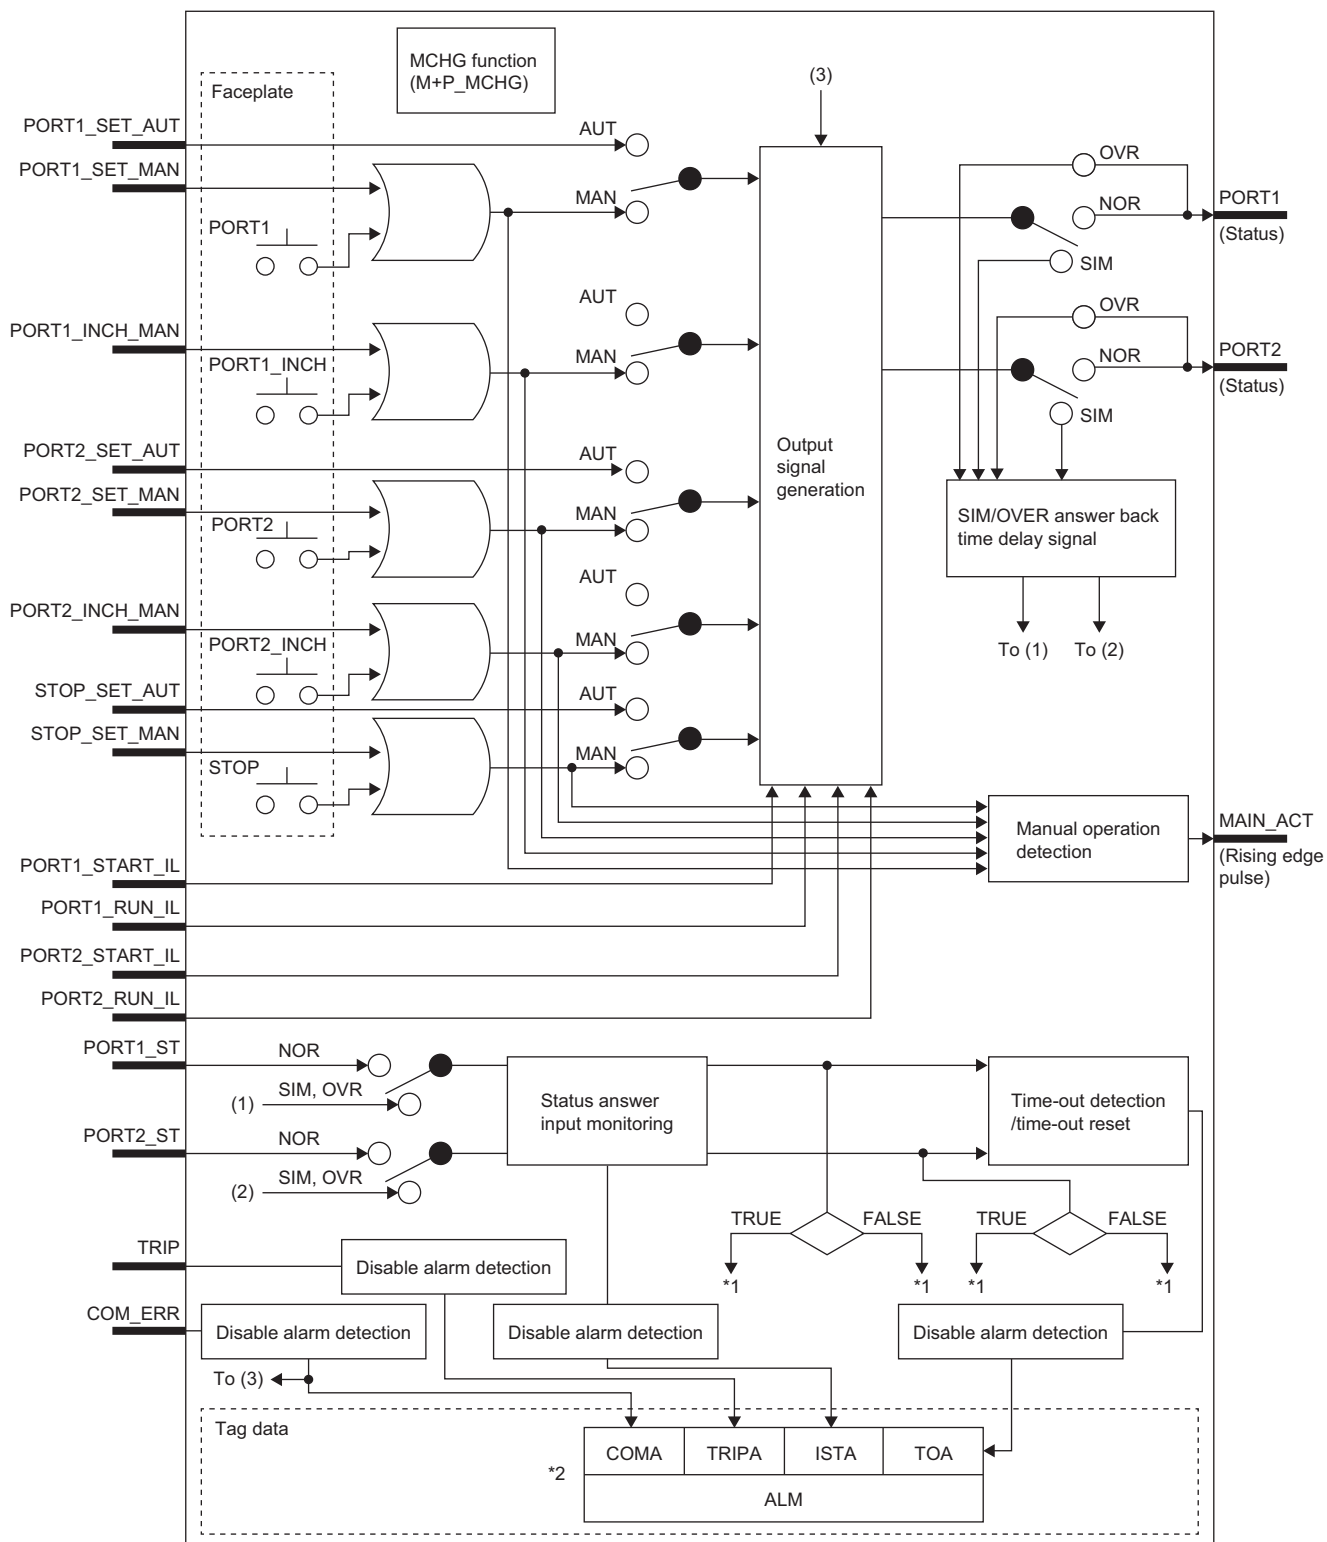 MCHG function
(M+P_MCHG)
Faceplate
(3)
PORT1_SET_AUT
AUT
OVR
PORT1_SET_MAN
MAN
NOR
PORT1
(Status)
PORT1
SIM
AUT
OVR
PORT1_INCH_MAN
MAN
NOR
PORT2
(Status)
PORT1_INCH
SIM
PORT2_SET_AUT
AUT
Output
signal
generation
PORT2_SET_MAN
MAN
PORT2
SIM/OVER answer back
time delay signal
AUT
PORT2_INCH_MAN
MAN
PORT2_INCH
To (1)
To (2)
STOP_SET_AUT
AUT
STOP_SET_MAN
MAN
STOP
Manual operation
detection
MAIN_ACT
(Rising edge
pulse)
PORT1_START_IL
PORT1_RUN_IL
PORT2_START_IL
PORT2_RUN_IL
PORT1_ST
NOR
(1)
SIM, OVR
Status answer
input monitoring
Time-out detection
/time-out reset
PORT2_ST
NOR
(2)
SIM, OVR
TRUE
FALSE
TRUE
FALSE
*1
*1
*1
*1
TRIP
Disable alarm detection
COM_ERR
Disable alarm detection
Disable alarm detection
Disable alarm detection
To (3)
Tag data
COMA
TRIPA
ISTA
TOA
*2
ALM